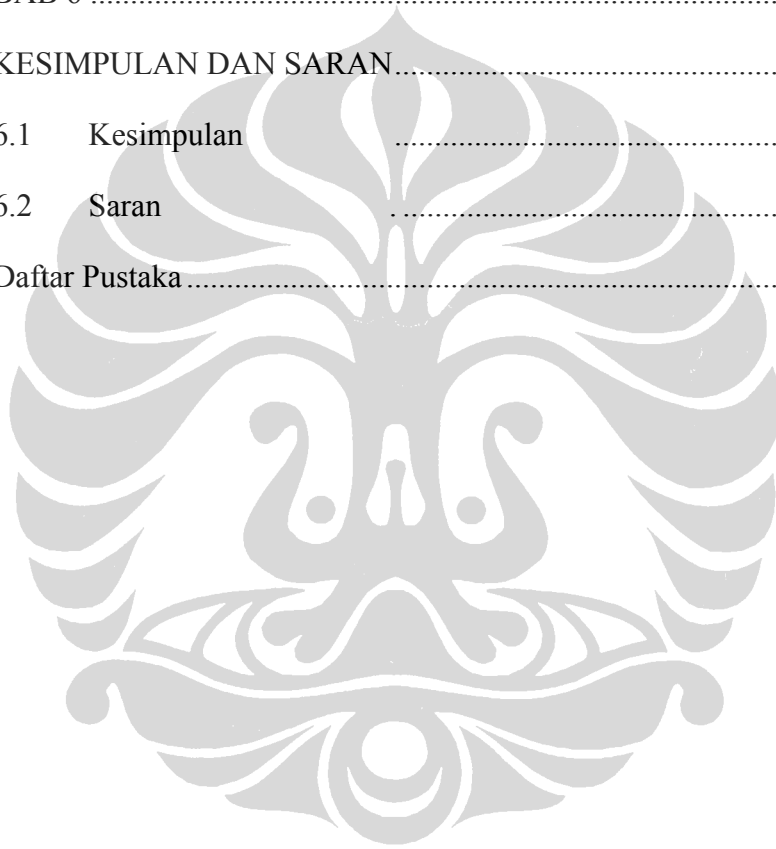 BAB 6 ................................................................................................
KESIMPULAN DAN SARAN................................................
6.1 Kesimpulan ................................................
6.2 Saran . ................................................
Daftar Pustaka..........................................................................